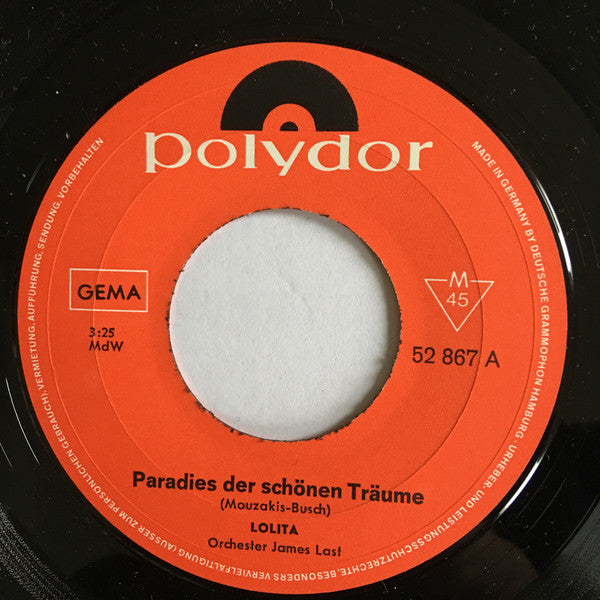 polydor
GEMA
3:25
MdW
M
45
52 867 A
Paradies der schönen Träume
(Mouzakis-Busch)
LOLITA
Orchester James Last
MADE IN GERMANY BY DEUTSCHE GRAMMOPHON HAMBURG · URHEBER- UND LEISTUNGSSCHUTZRECHTE, BESONDERS VERVIELFÄLTIGUNG (AUSSER ZUM PERSÖNLICHEN GEBRAUCH), VERMIETUNG, AUFFÜHRUNG, SENDUNG, VORBEHALTEN